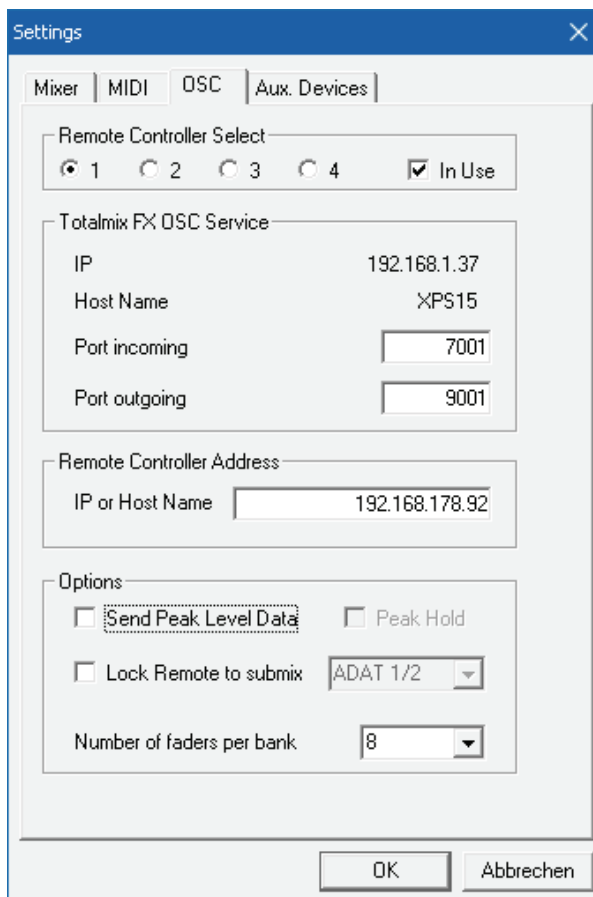 Settings
Mixer MIDI OSC Aux. Devices
Remote Controller Select
1 2 3 4 In Use
Totalmix FX OSC Service
IP 192.168.1.37
Host Name XPS15
Port incoming 7001
Port outgoing 9001
Remote Controller Address
IP or Host Name 192.168.178.92
Options
Send Peak Level Data Peak Hold
Lock Remote to submix ADAT 1/2
Number of faders per bank 8
OK Abbrechen